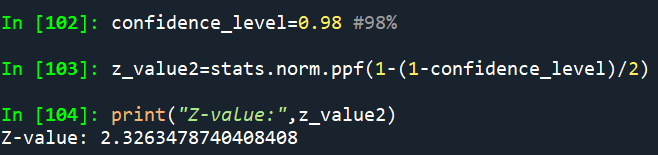 In [102]: confidence_level=0.98 #98%
In [103]: z_value2=stats.norm.ppf(1-(1-confidence_level)/2)
In [104]: print("Z-value:",z_value2)
Z-value: 2.3263478740408408